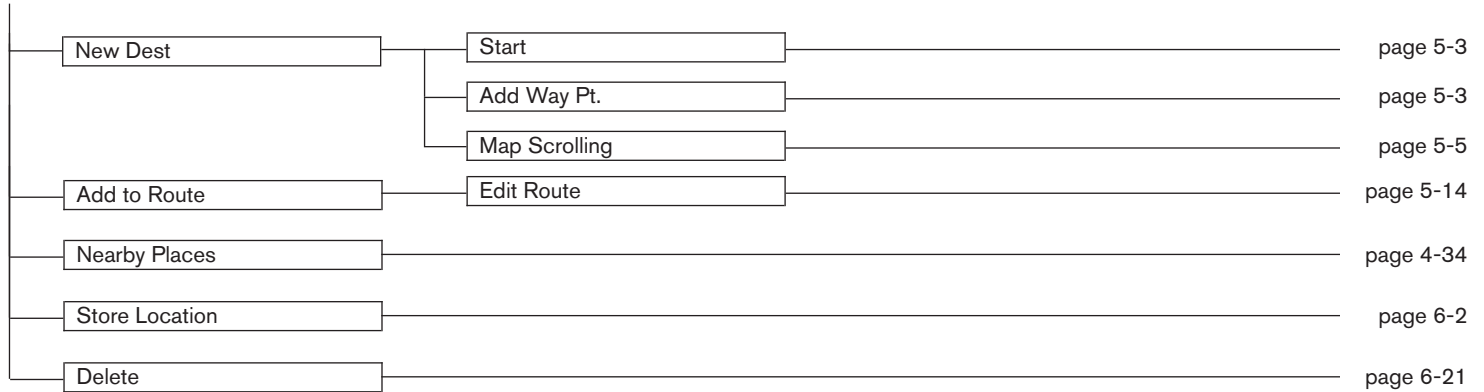 New Dest Start page 5-3
Add Way Pt. page 5-3
Map Scrolling page 5-5
Add to Route Edit Route page 5-14
Nearby Places page 4-34
Store Location page 6-2
Delete page 6-21